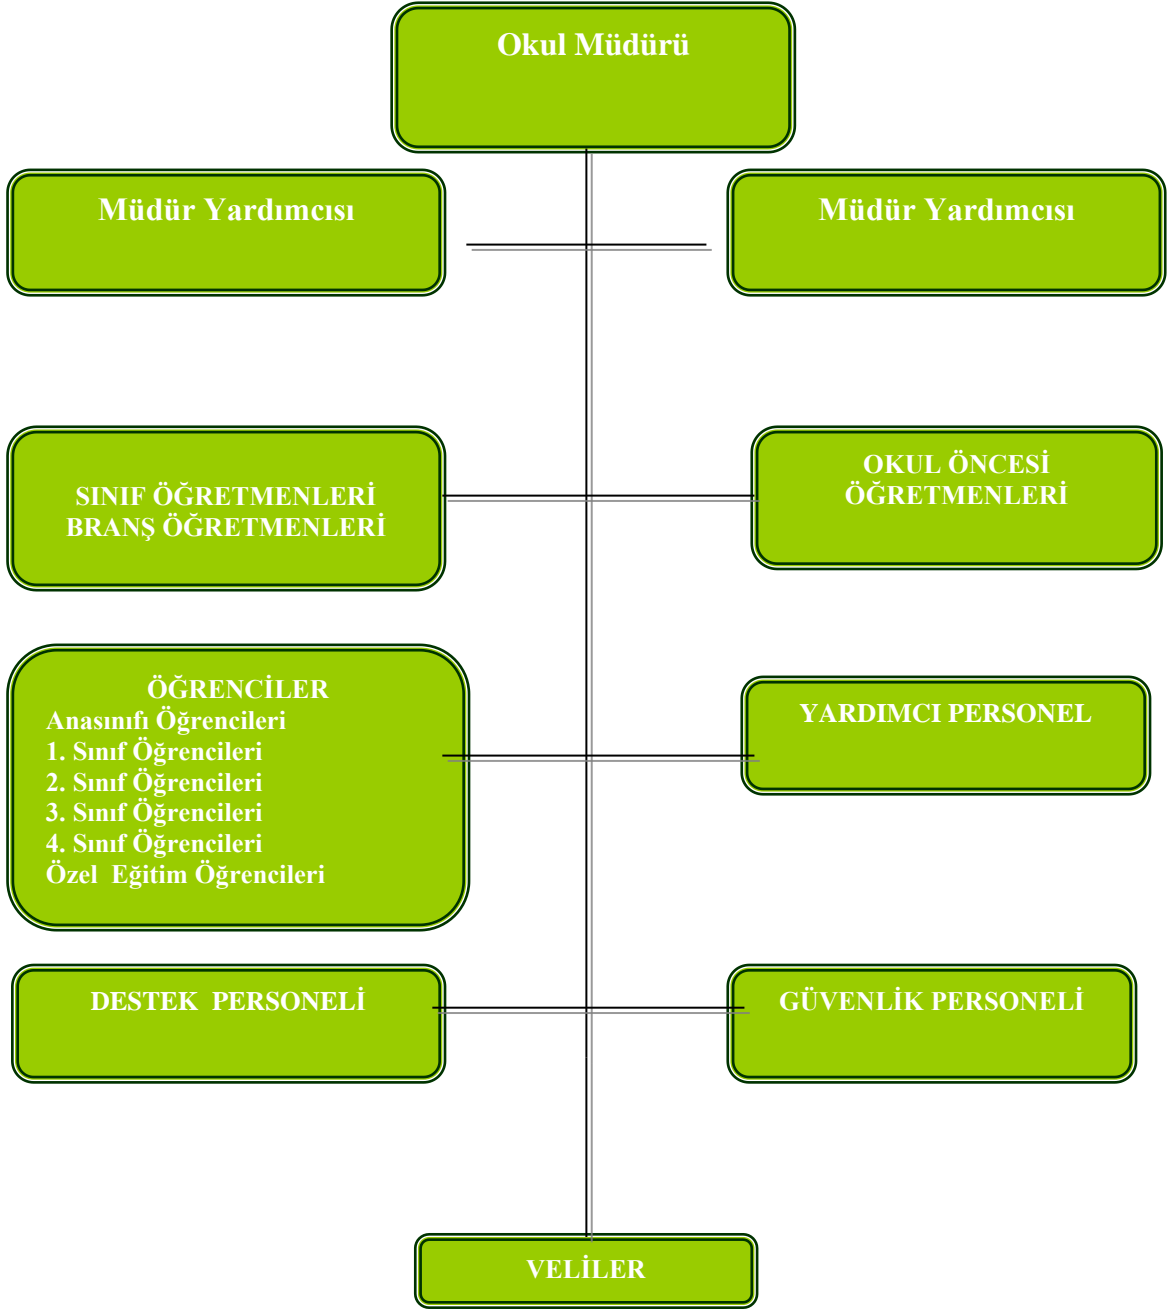 Okul Müdürü
Müdür Yardımcısı
Müdür Yardımcısı
SINIF ÖĞRETMENLERİ
BRANŞ ÖĞRETMENLERİ
OKUL ÖNCESİ
ÖĞRETMENLERİ
ÖĞRENCİLER
Anasınıfı Öğrencileri
1. Sınıf Öğrencileri
2. Sınıf Öğrencileri
3. Sınıf Öğrencileri
4. Sınıf Öğrencileri
Özel  Eğitim Öğrencileri
YARDIMCI PERSONEL
DESTEK  PERSONELİ
GÜVENLİK PERSONELİ
VELİLER